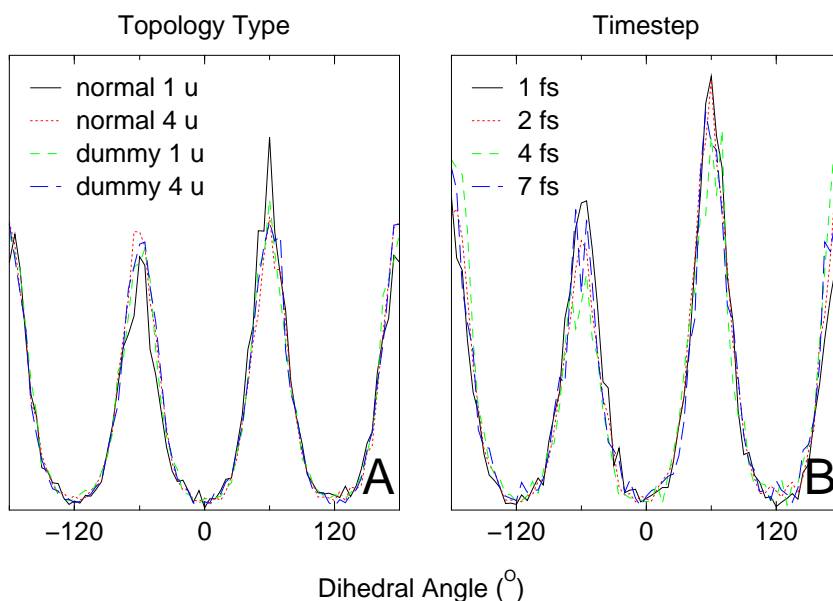 Topology Type
normal 1 u
normal 4 u
dummy 1 u
dummy 4 u
A
−120 0 120
Timestep
1 fs
2 fs
4 fs
7 fs
B
−120 0 120
Dihedral Angle (O)